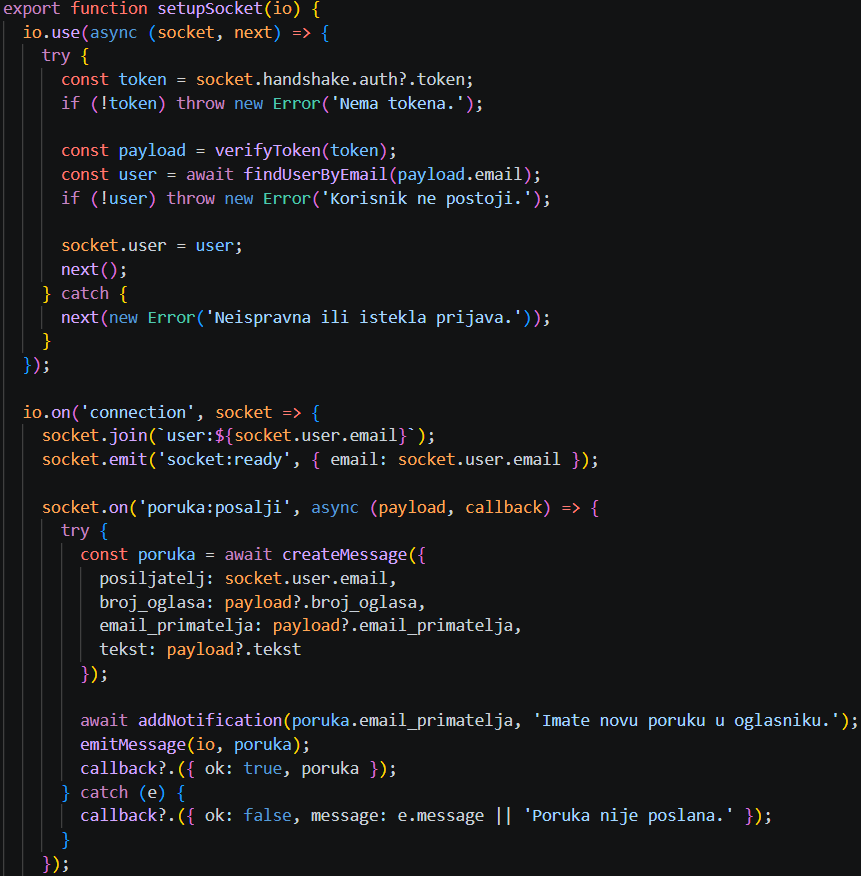 export function setupSocket(io) {
  io.use(async (socket, next) => {
    try {
      const token = socket.handshake.auth?.token;
      if (!token) throw new Error('Nema tokena.');

      const payload = verifyToken(token);
      const user = await findUserByEmail(payload.email);
      if (!user) throw new Error('Korisnik ne postoji.');

      socket.user = user;
      next();
    } catch {
      next(new Error('Neispravna ili istekla prijava.'));
    }
  });

  io.on('connection', socket => {
    socket.join(`user:${socket.user.email}`);
    socket.emit('socket:ready', { email: socket.user.email });

    socket.on('poruka:posalji', async (payload, callback) => {
      try {
        const poruka = await createMessage({
          posiljatelj: socket.user.email,
          broj_oglasa: payload?.broj_oglasa,
          email_primatelja: payload?.email_primatelja,
          tekst: payload?.tekst
        });

        await addNotification(poruka.email_primatelja, 'Imate novu poruku u oglasniku.');
        emitMessage(io, poruka);
        callback?.({ ok: true, poruka });
      } catch (e) {
        callback?.({ ok: false, message: e.message || 'Poruka nije poslana.' });
      }
    });